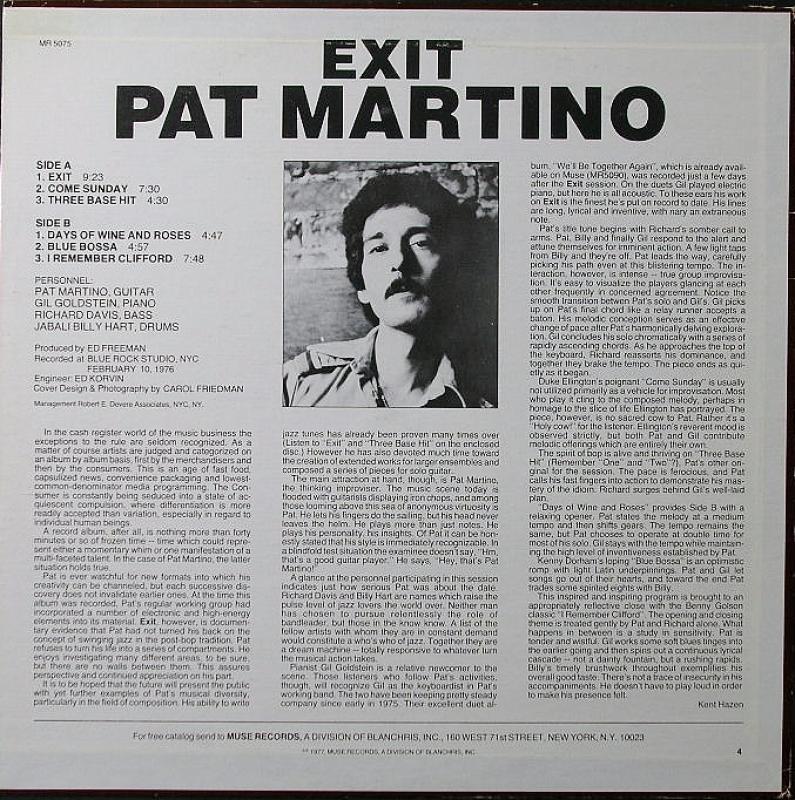 MR 5075
EXIT
PAT MARTINO
SIDE A
1. EXIT 9:23
2. COME SUNDAY 7:30
3. THREE BASE HIT 4:30
SIDE B
1. DAYS OF WINE AND ROSES 4:47
2. BLUE BOSSA 4:57
3. I REMEMBER CLIFFORD 7:48
PERSONNEL:
PAT MARTINO, GUITAR
GIL GOLDSTEIN, PIANO
RICHARD DAVIS, BASS
JABALI BILLY HART, DRUMS
Produced by ED FREEMAN
Recorded at BLUE ROCK STUDIO, NYC
FEBRUARY 10, 1976
Engineer: ED KORVIN
Cover Design & Photography by CAROL FRIEDMAN
Management Robert E. Devere Associates, NYC, NY.
In the cash register world of the music business the
exceptions to the rule are seldom recognized. As a
matter of course artists are judged and categorized on
an album by album basis, first by the merchandisers and
then by the consumers. This is an age of fast food,
capsulized news, convenience packaging and lowest-
common-denominator media programming. The Con-
sumer is constantly being seduced into a state of ac-
quiescent compulsion, where differentiation is more
readily accepted than variation, especially in regard to
individual human beings.
A record album, after all, is nothing more than forty
minutes or so of frozen time -- time which could repre-
sent either a momentary whim or one manifestation of a
multi-faceted talent. In the case of Pat Martino, the latter
situation holds true.
Pat is ever watchful for new formats into which his
creativity can be channeled, but each successive dis-
covery does not invalidate earlier ones. At the time this
album was recorded, Pat's regular working group had
incorporated a number of electronic and high-energy
elements into its material. Exit, however, is documen-
tary evidence that Pat had not turned his back on the
concept of swinging jazz in the post-bop tradition. Pat
refuses to turn his life into a series of compartments. He
enjoys investigating many different areas, to be sure,
but there are no walls between them. This assures
perspective and continued appreciation on his part.
It is to be hoped that the future will present the public
with yet further examples of Pat's musical diversity,
particularly in the field of composition. His ability to write
jazz tunes has already been proven many times over
(Listen to "Exit" and "Three Base Hit" on the enclosed
disc.) However he has also devoted much time toward
the creation of extended works for larger ensembles and
composed a series of pieces for solo guitar.
The main attraction at hand, though, is Pat Martino,
the thinking improviser. The music scene today is
flooded with guitarists displaying iron chops, and among
those looming above this sea of anonymous virtuosity is
Pat. He lets his fingers do the sailing, but his head never
leaves the helm. He plays more than just notes. He
plays his personality, his insights. Of Pat it can be hon-
estly stated that his style is immediately recognizable. In
a blindfold test situation the examinee doesn't say, "Hm,
that's a good guitar player." He says, "Hey, that's Pat
Martino!"
A glance at the personnel participating in this session
indicates just how serious Pat was about the date.
Richard Davis and Billy Hart are names which raise the
pulse level of jazz lovers the world over. Neither man
has chosen to pursue relentlessly the role of
bandleader, but those in the know know. A list of the
fellow artists with whom they are in constant demand
would constitute a who's who of jazz. Together they are
a dream machine -- totally responsive to whatever turn
the musical action takes.
Pianist Gil Goldstein is a relative newcomer to the
scene. Those listeners who follow Pat's activities,
though, will recognize Gil as the keyboardist in Pat's
working band. The two have been keeping pretty steady
company since early in 1975. Their excellent duet al-
bum, "We'll Be Together Again", which is already avail-
able on Muse (MR5090), was recorded just a few days
after the Exit session. On the duets Gil played electric
piano, but here he is all acoustic. To these ears his work
on Exit is the finest he's put on record to date. His lines
are long, lyrical and inventive, with nary an extraneous
note.
Pat's title tune begins with Richard's somber call to
arms. Pat, Billy and finally Gil respond to the alert and
attune themselves for imminent action. A few light taps
from Billy and they're off. Pat leads the way, carefully
picking his path even at this blistering tempo. The in-
teraction, however, is intense -- true group improvisa-
tion. It's easy to visualize the players glancing at each
other frequently in concerned agreement. Notice the
smooth transition between Pat's solo and Gil's. Gil picks
up on Pat's final chord like a relay runner accepts a
baton. His melodic conception serves as an effective
change of pace after Pat's harmonically delving explora-
tion. Gil concludes his solo chromatically with a series of
rapidly ascending chords. As he approaches the top of
the keyboard, Richard reasserts his dominance, and
together they brake the tempo. The piece ends as qui-
etly as it began.
Duke Ellington's poignant "Come Sunday" is usually
not utilized primarily as a vehicle for improvisation. Most
who play it cling to the composed melody, perhaps in
homage to the slice of life Ellington has portrayed. The
piece, however, is no sacred cow to Pat. Rather it's a
"Holy cow!" for the listener. Ellington's reverent mood is
observed strictly, but both Pat and Gil contribute
melodic offerings which are entirely their own.
The spirit of bop is alive and thriving on "Three Base
Hit" (Remember "One" and "Two"?), Pat's other ori-
ginal for the session. The pace is ferocious, and Pat
calls his fast fingers into action to demonstrate his mas-
tery of the idiom. Richard surges behind Gil's well-laid
plan.
"Days of Wine and Roses" provides Side B with a
relaxing opener. Pat states the melody at a medium
tempo and then shifts gears. The tempo remains the
same, but Pat chooses to operate at double time for
most of his solo. Gil stays with the tempo while maintain-
ing the high level of inventiveness established by Pat.
Kenny Dorham's loping "Blue Bossa" is an optimistic
romp with light Latin underpinnings. Pat and Gil let
songs go out of their hearts, and toward the end Pat
trades some spirited eights with Billy.
This inspired and inspiring program is brought to an
appropriately reflective close with the Benny Golson
classic "I Remember Clifford". The opening and closing
theme is treated gently by Pat and Richard alone. What
happens in between is a study in sensitivity. Pat is
tender and wistful. Gil works some soft blues tinges into
the earlier going and then spins out a continuous lyrical
cascade -- not a dainty fountain, but a rushing rapids.
Billy's timely brushwork throughout exemplifies his
overall good taste. There's not a trace of insecurity in his
accompaniments. He doesn't have to play loud in order
to make his presence felt.
Kent Hazen
For free catalog send to MUSE RECORDS, A DIVISION OF BLANCHRIS, INC., 160 WEST 71st STREET, NEW YORK, N.Y. 10023
℗ 1977, MUSE RECORDS, A DIVISION OF BLANCHRIS, INC.
4